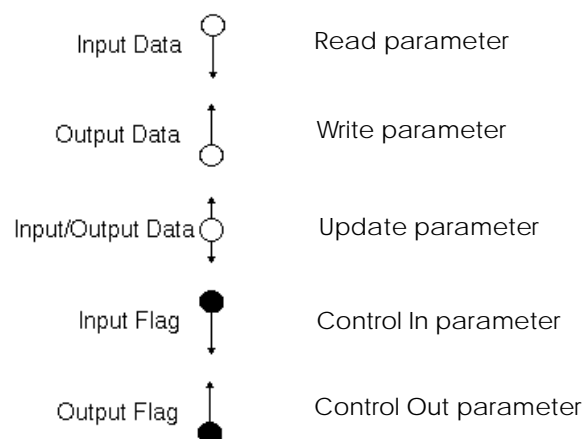 Input Data Read parameter
Output Data Write parameter
Input/Output Data Update parameter
Input Flag Control In parameter
Output Flag Control Out parameter